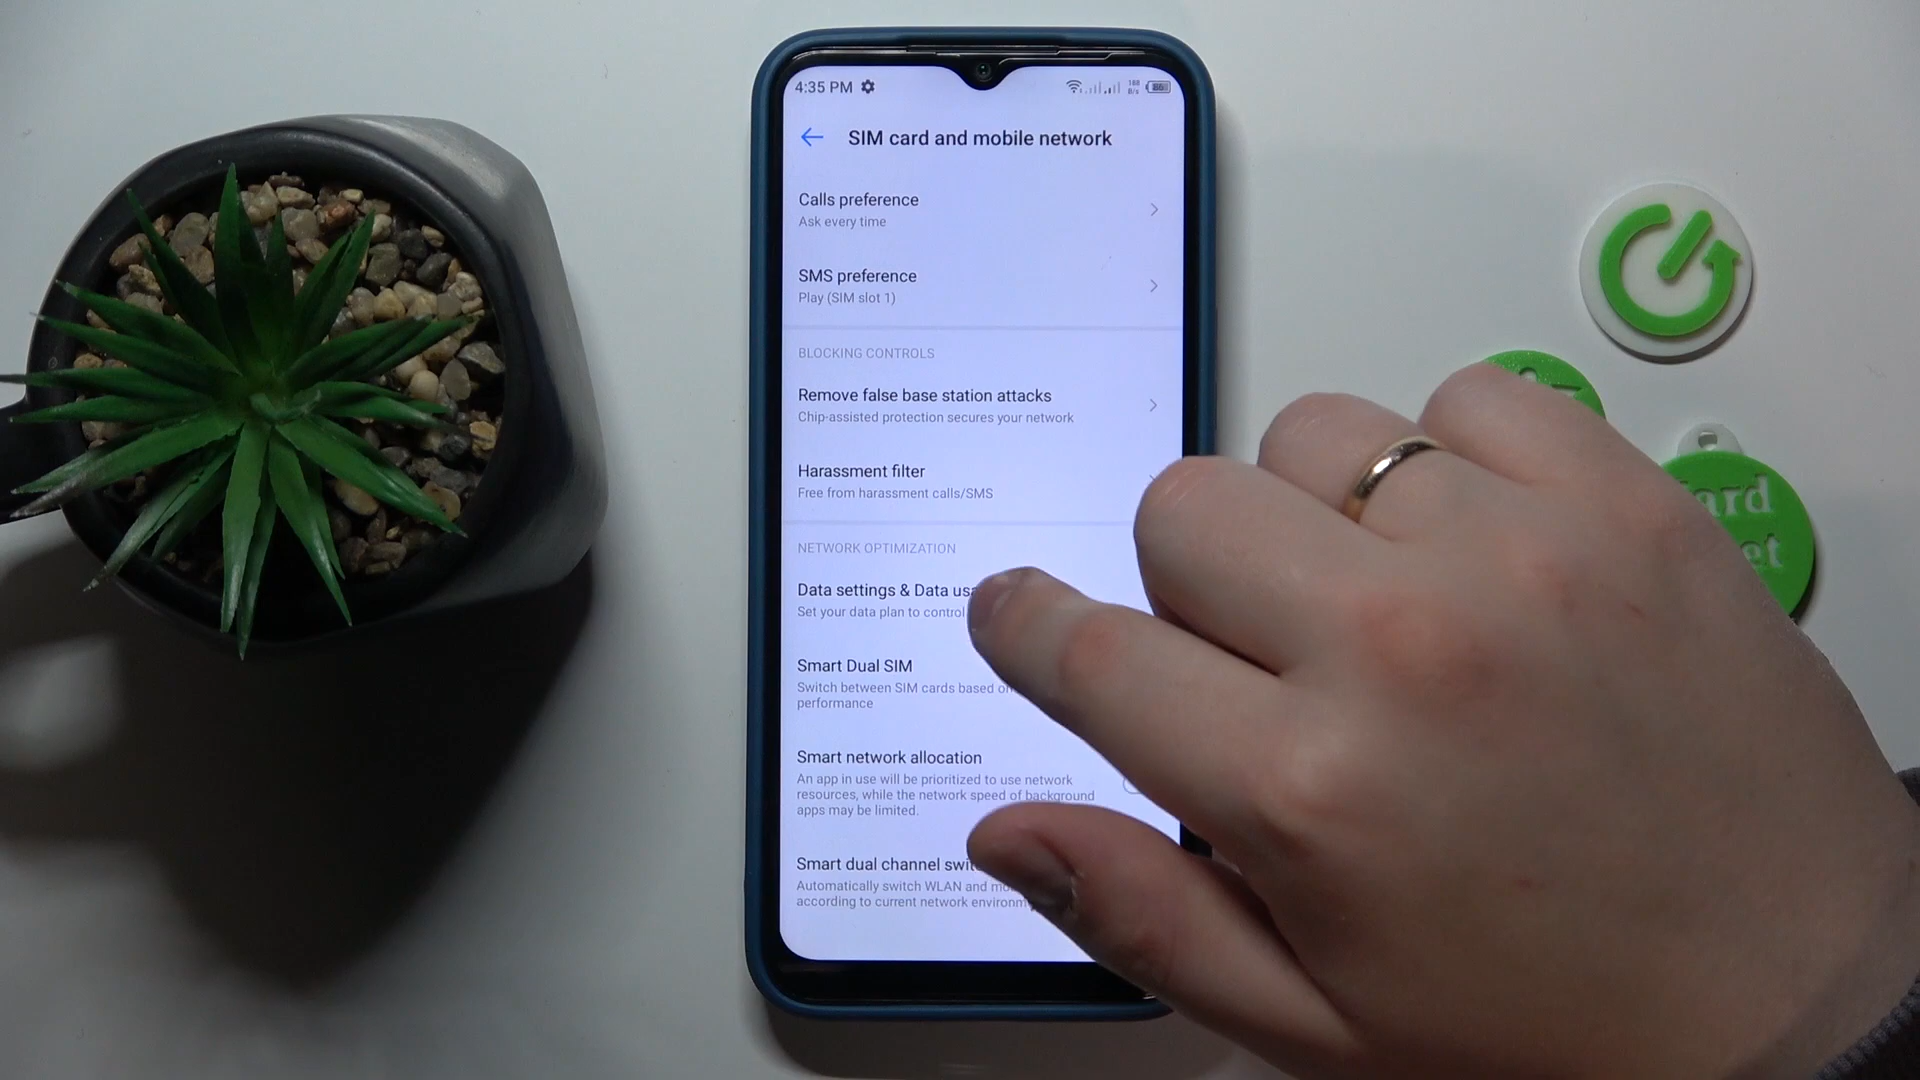 4:35 PM
SIM card and mobile network
Calls preference
Ask every time
SMS preference
Play (SIM slot 1)
BLOCKING CONTROLS
Remove false base station attacks
Chip-assisted protection secures your network
Harassment filter
Free from harassment calls/SMS
NETWORK OPTIMIZATION
Data settings & Data
Set your data plan to control
Smart Dual SIM
Switch between SIM cards based
performance
Smart network allocation
An app in use will be prioritized to use network
resources, while the network speed of background
apps may be limited.
Smart dual channel
Automatically switch WLAN and
according to current network